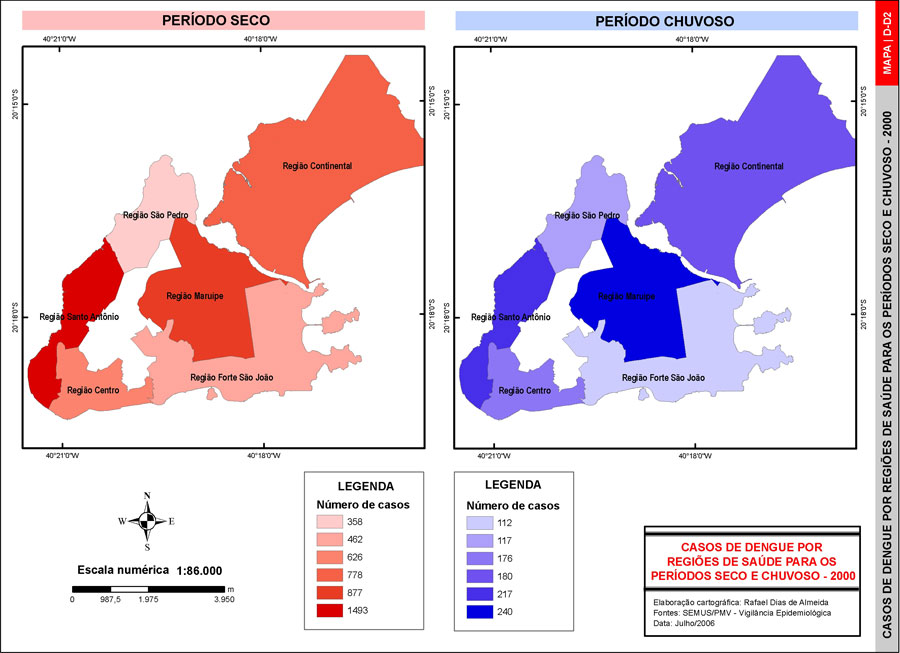 PERÍODO SECO
40°21'0"W
40°18'0"W
20°15'0"S
20°18'0"S
Região Continental
Região São Pedro
Região Maruípe
Região Santo Antônio
Região Forte São João
Região Centro
40°21'0"W
40°18'0"W
PERÍODO CHUVOSO
40°21'0"W
40°18'0"W
20°15'0"S
20°15'0"S
20°18'0"S
20°18'0"S
Região Continental
Região São Pedro
Região Maruípe
Região Santo Antônio
Região Forte São João
Região Centro
40°21'0"W
40°18'0"W
N
W
E
S
Escala numérica 1:86.000
m
0 987,5 1.975 3.950
LEGENDA
Número de casos
358
462
626
778
877
1493
LEGENDA
Número de casos
112
117
176
180
217
240
CASOS DE DENGUE POR
REGIÕES DE SAÚDE PARA OS
PERÍODOS SECO E CHUVOSO - 2000
Elaboração cartográfica: Rafael Dias de Almeida
Fontes: SEMUS/PMV - Vigilância Epidemiológica
Data: Julho/2006
MAPA | D-D2
CASOS DE DENGUE POR REGIÕES DE SAÚDE PARA OS PERÍODOS SECO E CHUVOSO - 2000